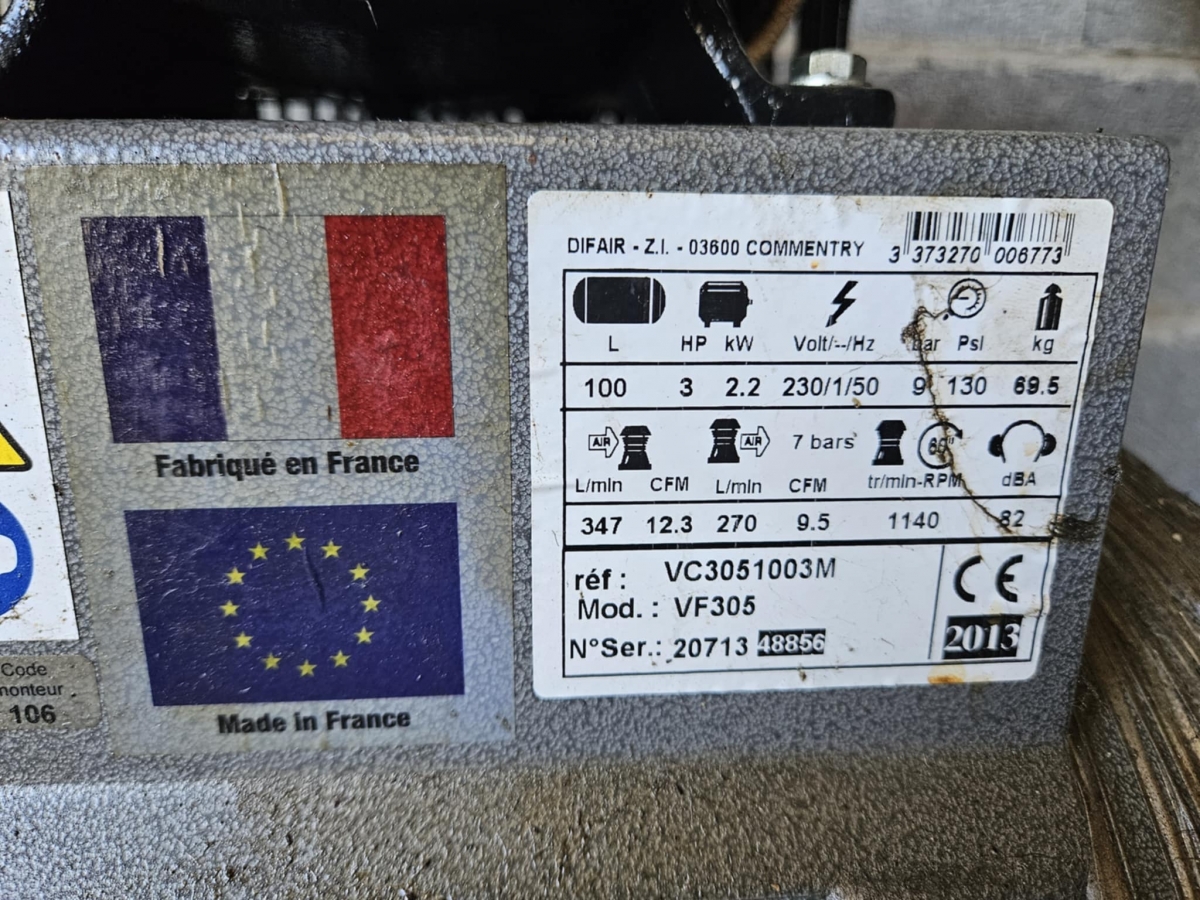 Fabriqué en France
Made in France
Code
monteur
106
DIFAIR - Z.I. - 03600 COMMENTRY
3 373270 006773
L HP kW Volt/~/Hz bar Psi kg
100 3 2.2 230/1/50 9 130 69.5
AIR AIR 7 bars
L/min CFM L/min CFM tr/min-RPM dBA
347 12.3 270 9.5 1140 82
réf : VC3051003M
Mod. : VF305
N°Ser.: 20713 48856
CE
2013